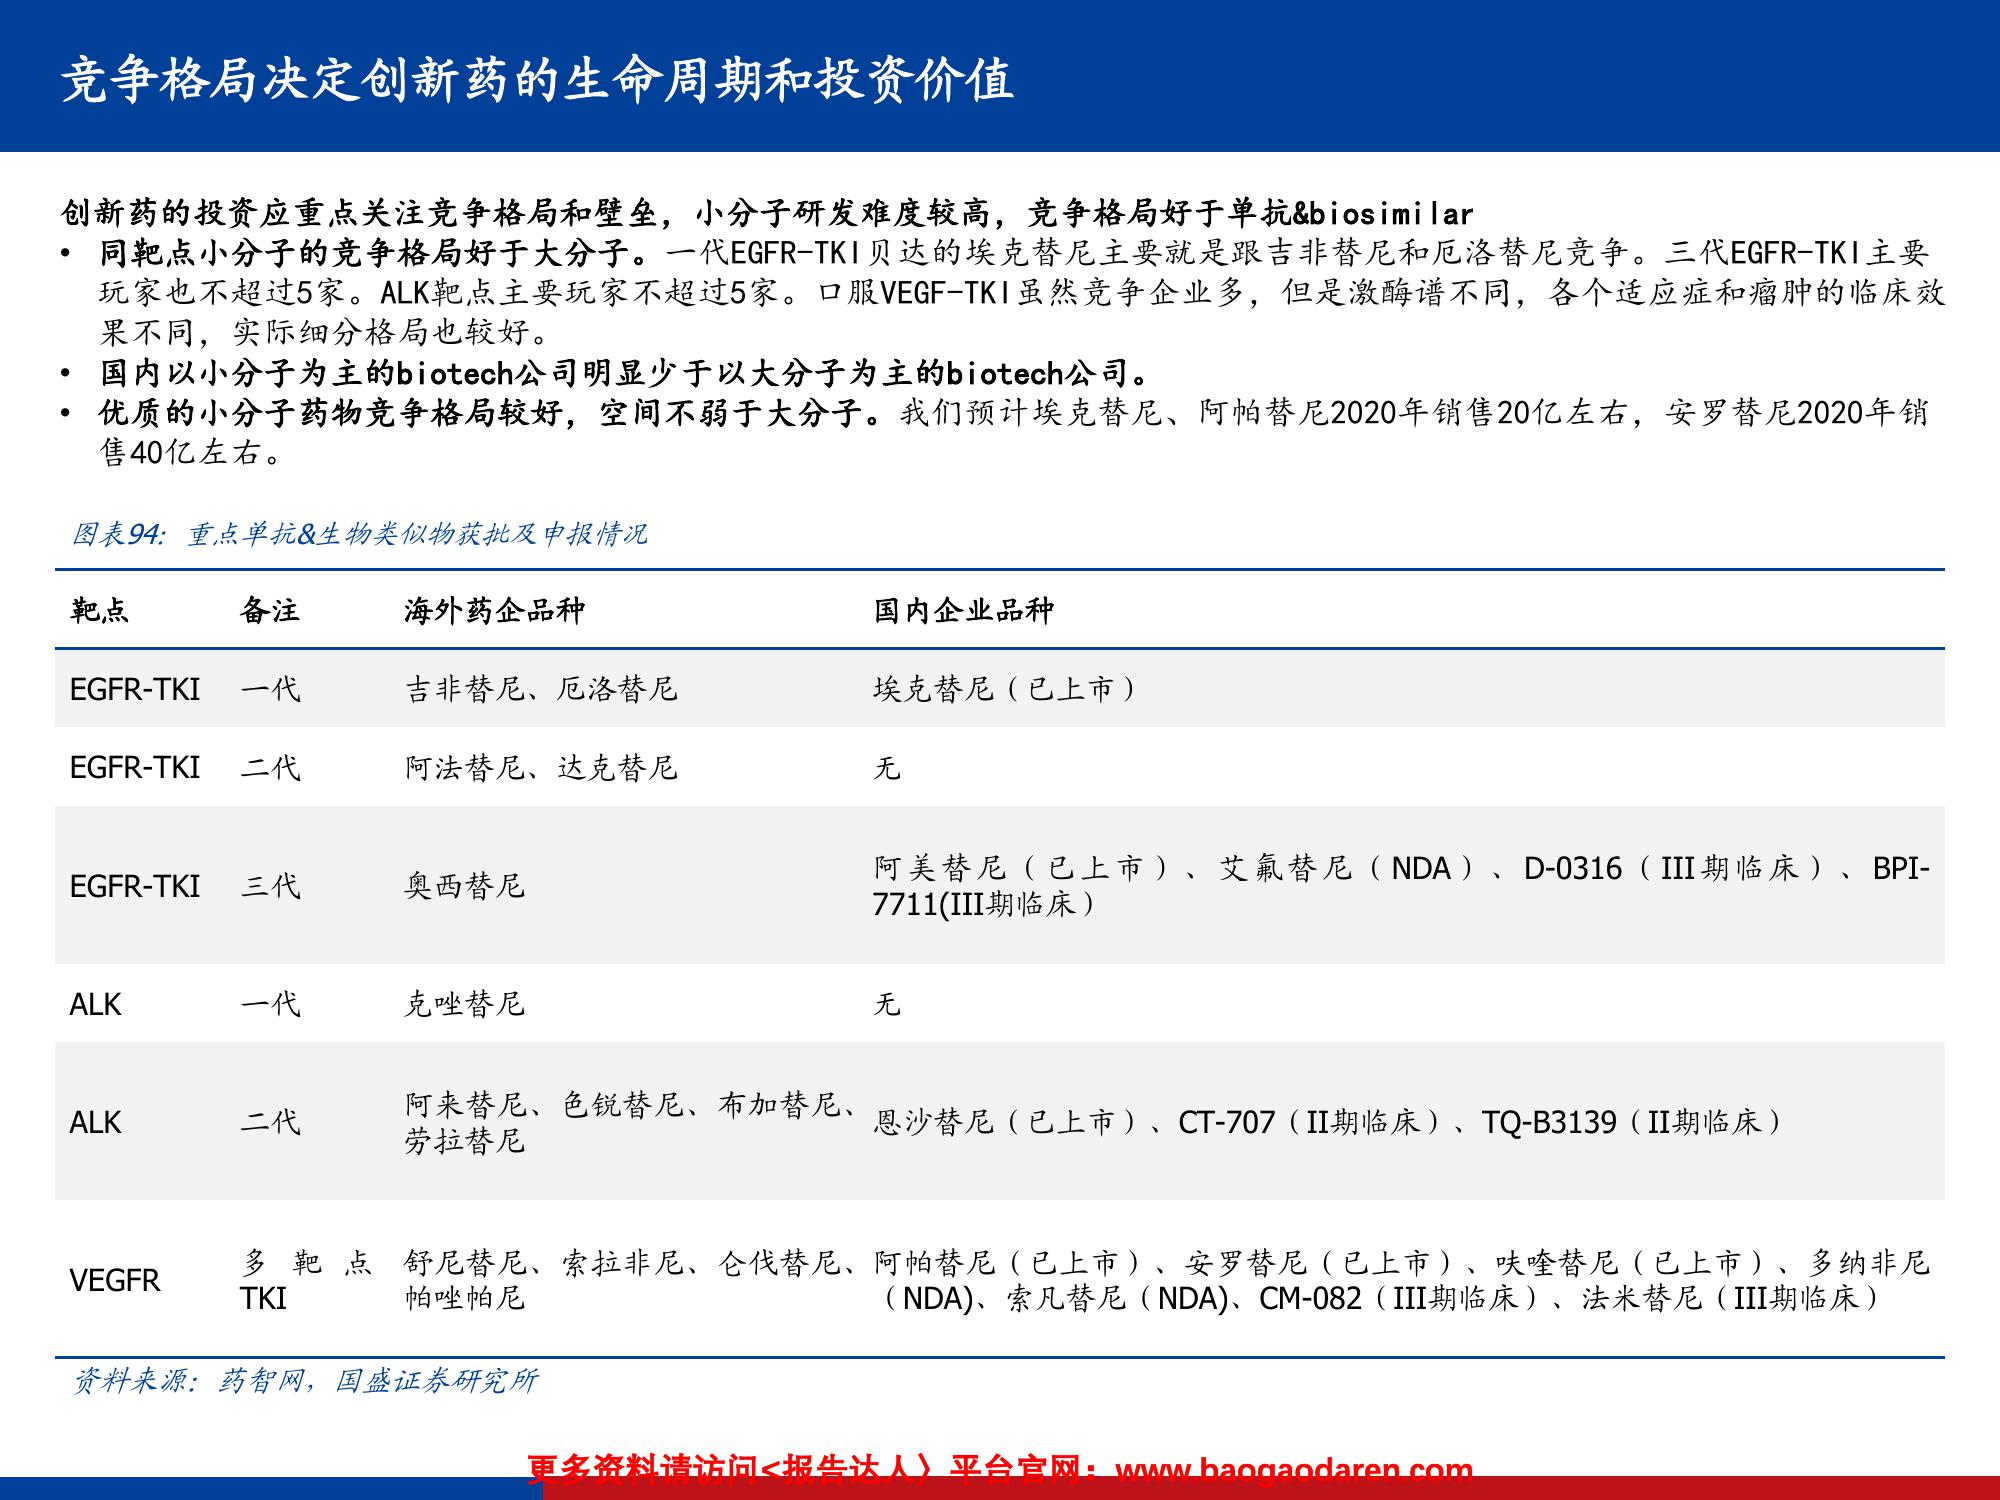 竞争格局决定创新药的生命周期和投资价值
创新药的投资应重点关注竞争格局和壁垒，小分子研发难度较高，竞争格局好于单抗&biosimilar
• 同靶点小分子的竞争格局好于大分子。一代EGFR-TKI贝达的埃克替尼主要就是跟吉非替尼和厄洛替尼竞争。三代EGFR-TKI主要
玩家也不超过5家。ALK靶点主要玩家不超过5家。口服VEGF-TKI虽然竞争企业多，但是激酶谱不同，各个适应症和瘤肿的临床效
果不同，实际细分格局也较好。
• 国内以小分子为主的biotech公司明显少于以大分子为主的biotech公司。
• 优质的小分子药物竞争格局较好，空间不弱于大分子。我们预计埃克替尼、阿帕替尼2020年销售20亿左右，安罗替尼2020年销
售40亿左右。
图表94：重点单抗&生物类似物获批及申报情况
靶点 备注 海外药企品种 国内企业品种
EGFR-TKI 一代 吉非替尼、厄洛替尼 埃克替尼（已上市）
EGFR-TKI 二代 阿法替尼、达克替尼 无
EGFR-TKI 三代 奥西替尼 阿美替尼（已上市）、艾氟替尼（NDA）、D-0316（III期临床）、BPI-
7711(III期临床）
ALK 一代 克唑替尼 无
ALK 二代 阿来替尼、色锐替尼、布加替尼、
劳拉替尼 恩沙替尼（已上市）、CT-707（II期临床）、TQ-B3139（II期临床）
VEGFR 多靶点 舒尼替尼、索拉非尼、仑伐替尼、 阿帕替尼（已上市）、安罗替尼（已上市）、呋喹替尼（已上市）、多纳非尼
TKI 帕唑帕尼 （NDA)、索凡替尼（NDA)、CM-082（III期临床）、法米替尼（III期临床）
资料来源：药智网，国盛证券研究所
更多资料请访问<报告达人〉平台官网：www.baogaodaren.com